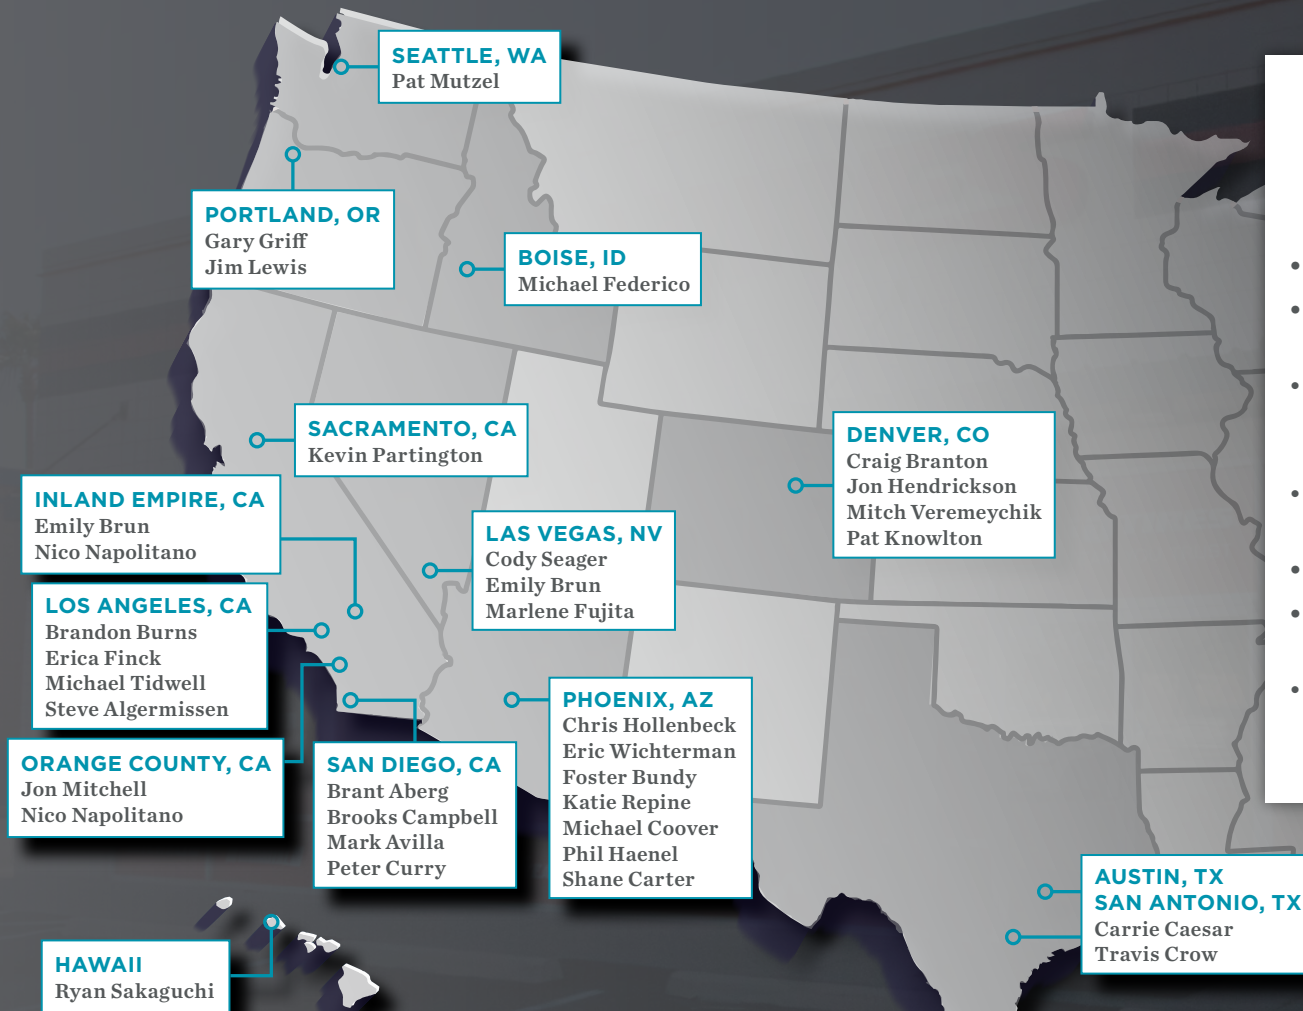 SEATTLE, WA
Pat Mutzel
PORTLAND, OR
Gary Griff
Jim Lewis
BOISE, ID
Michael Federico
SACRAMENTO, CA
Kevin Partington
DENVER, CO
Craig Branton
Jon Hendrickson
Mitch Veremeychik
Pat Knowlton
INLAND EMPIRE, CA
Emily Brun
Nico Napolitano
LAS VEGAS, NV
Cody Seager
Emily Brun
Marlene Fujita
LOS ANGELES, CA
Brandon Burns
Erica Finck
Michael Tidwell
Steve Algermissen
PHOENIX, AZ
Chris Hollenbeck
Eric Wichterman
Foster Bundy
Katie Repine
Michael Coover
Phil Haenel
Shane Carter
ORANGE COUNTY, CA
Jon Mitchell
Nico Napolitano
SAN DIEGO, CA
Brant Aberg
Brooks Campbell
Mark Avilla
Peter Curry
AUSTIN, TX
SAN ANTONIO, TX
Carrie Caesar
Travis Crow
HAWAII
Ryan Sakaguchi